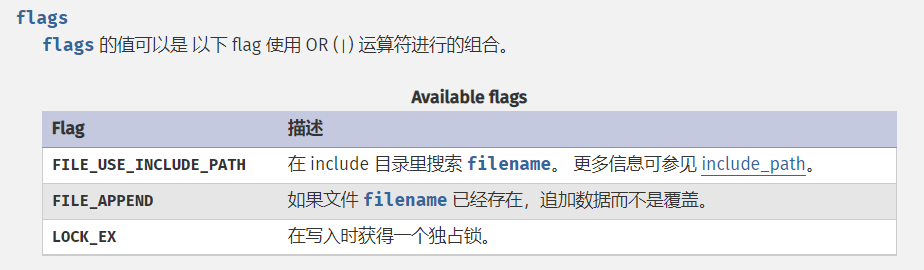 flags
flags 的值可以是 以下 flag 使用 OR (|) 运算符进行的组合。
Available flags
Flag 描述
FILE_USE_INCLUDE_PATH 在 include 目录里搜索 filename。 更多信息可参见 include_path。
FILE_APPEND 如果文件 filename 已经存在，追加数据而不是覆盖。
LOCK_EX 在写入时获得一个独占锁。